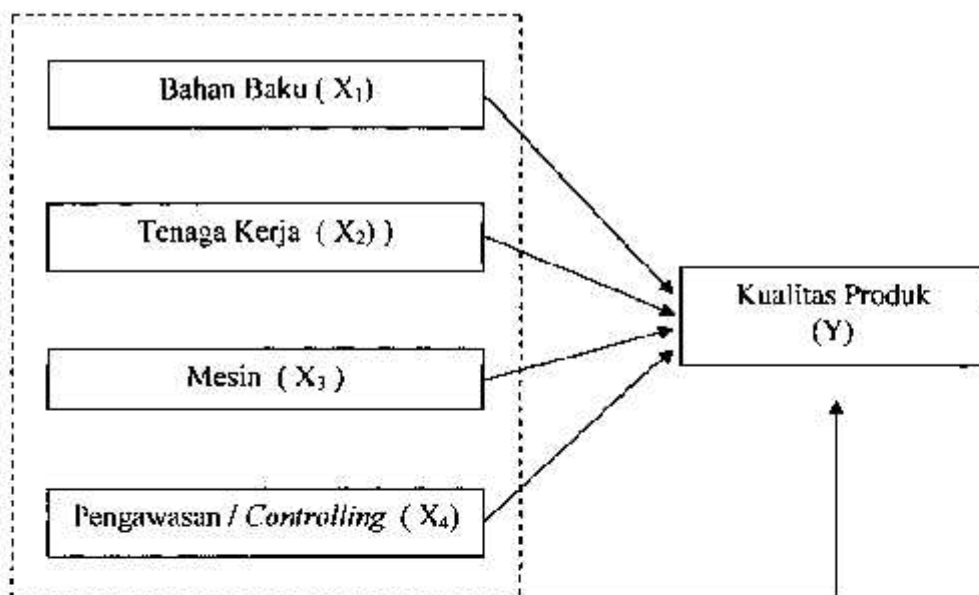 Bahan Baku ( X₁)
Tenaga Kerja ( X₂) )
Mesin ( X₃ )
Pengawasan / Controlling ( X₄)
Kualitas Produk
(Y)